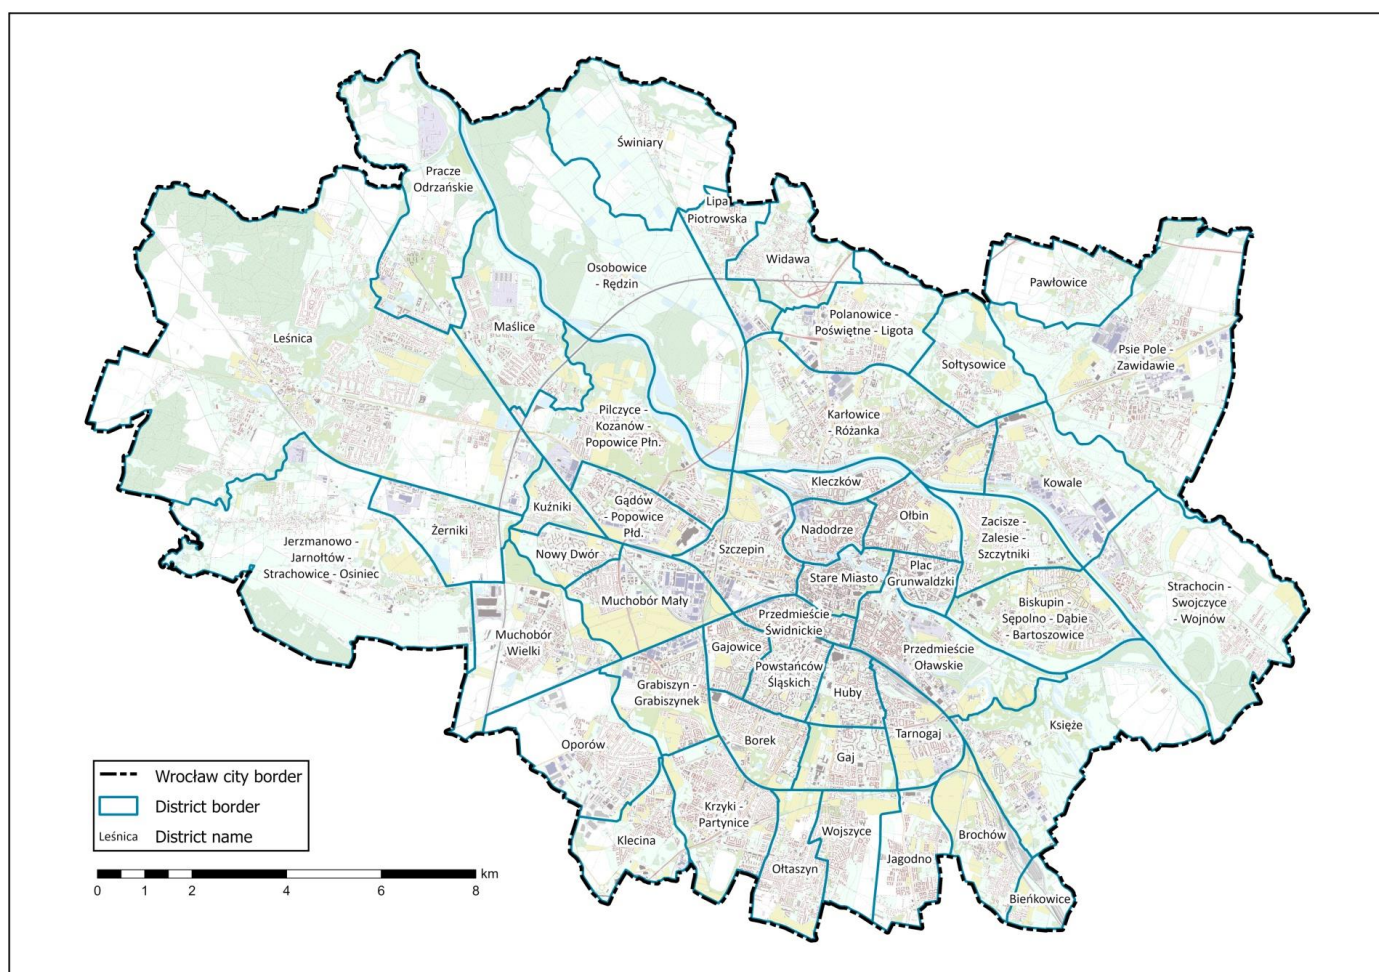 Świniary
Pracze
Odrzańskie
Lipa
Piotrowska
Widawa
Osobowice
- Rędzin
Pawłowice
Polanowice -
Poświętne - Ligota
Maślice
Leśnica
Psie Pole -
Zawidawie
Sołtysowice
Pilczyce -
Kozanów -
Popowice Płn.
Karłowice
- Różanka
Kleczków
Kowale
Kuźniki
Gądów
- Popowice
Płd.
Ołbin
Nadodrze
Zacisze -
Zalesie -
Szczytniki
Żerniki
Jerzmanowo -
Jarnołtów -
Strachowice - Osiniec
Nowy Dwór
Szczepin
Stare Miasto
Plac
Grunwaldzki
Strachocin -
Swojczyce
- Wojnów
Muchobór Mały
Biskupin -
Sępolno - Dąbie
- Bartoszowice
Przedmieście
Świdnickie
Muchobór
Wielki
Gajowice
Przedmieście
Oławskie
Powstańców
Śląskich
Grabiszyn -
Grabiszynek
Huby
Księże
Oporów
Borek
Tarnogaj
Gaj
Krzyki -
Partynice
Klecina
Wojszyce
Brochów
Ołtaszyn
Jagodno
Bieńkowice
Wrocław city border
District border
Leśnica District name
km
0 1 2 4 6 8